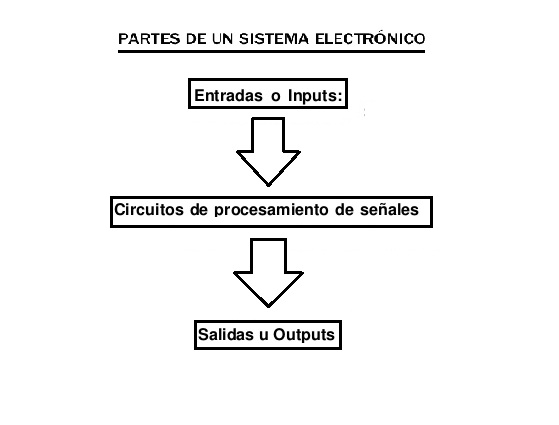 PARTES DE UN SISTEMA ELECTRÓNICO
Entradas o Inputs:
Circuitos de procesamiento de señales
Salidas u Outputs